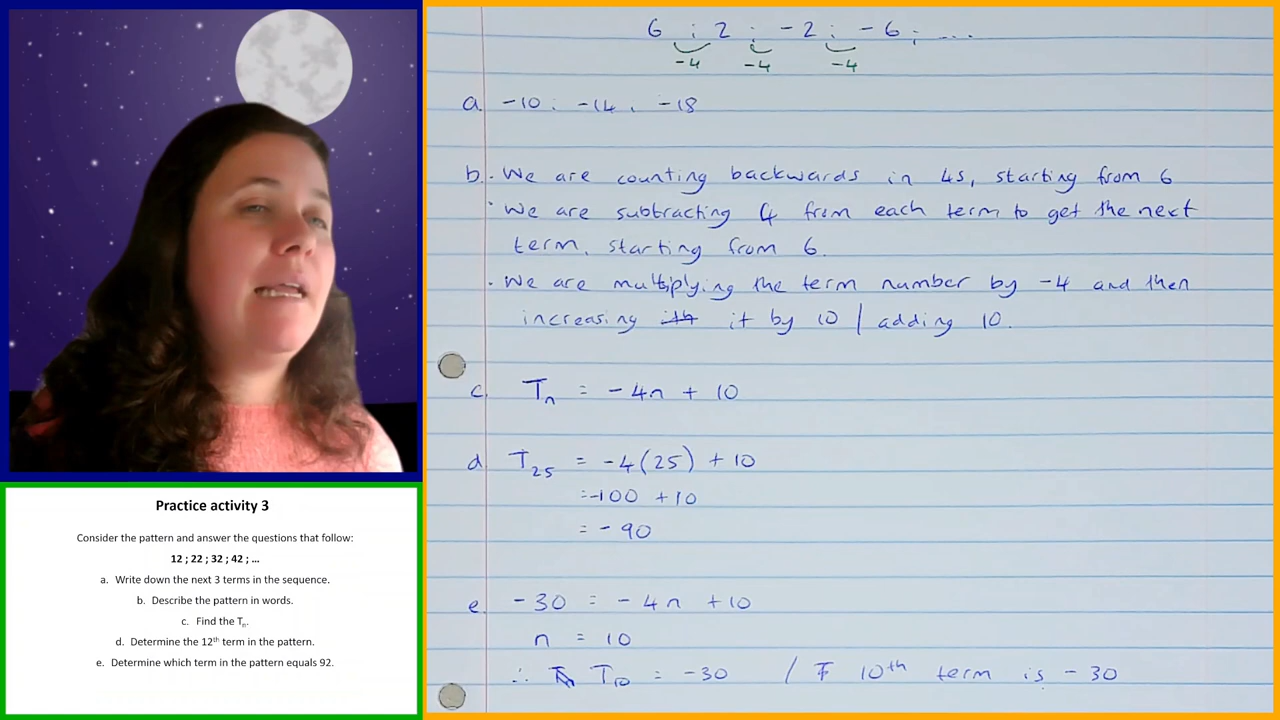 6 ; 2 ; -2 ; -6 ; ...
-4 -4 -4
a. -10 ; -14 ; -18
b. · We are counting backwards in 4s, starting from 6
· We are subtracting 4 from each term to get the next
term, starting from 6.
· We are multiplying the term number by -4 and then
increasing it by 10 / adding 10.
c. Tn = -4n + 10
d. T25 = -4(25) + 10
= -100 + 10
= -90
e. -30 = -4n + 10
n = 10
∴ T10 = -30 / 10th term is -30
Practice activity 3
Consider the pattern and answer the questions that follow:
12 ; 22 ; 32 ; 42 ; ...
a. Write down the next 3 terms in the sequence.
b. Describe the pattern in words.
c. Find the Tn.
d. Determine the 12th term in the pattern.
e. Determine which term in the pattern equals 92.